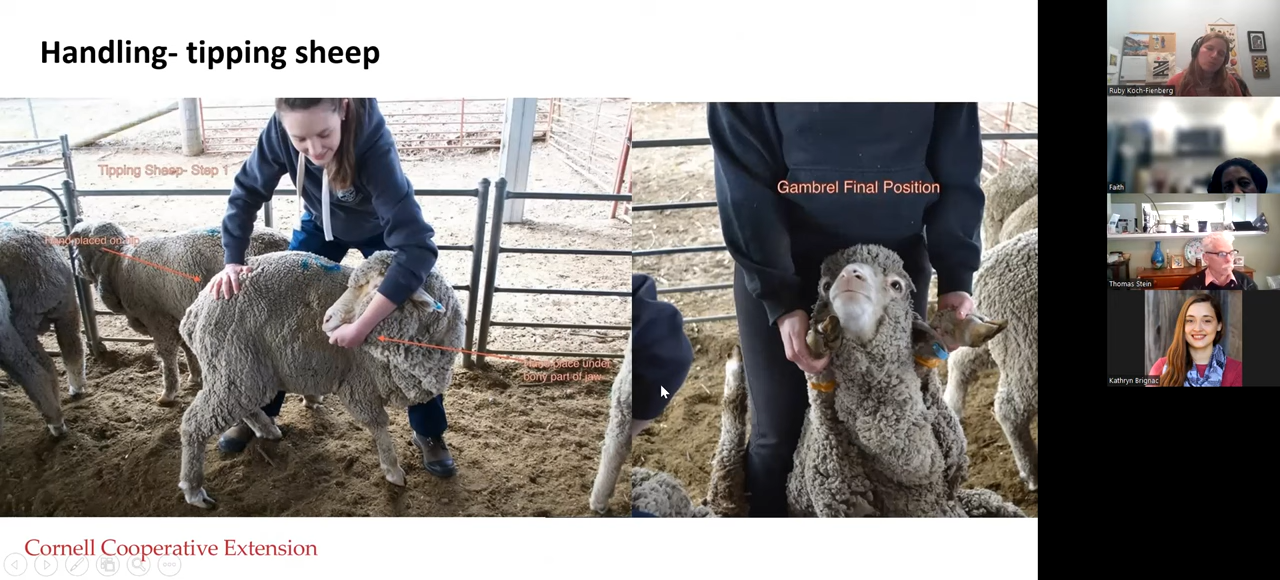 Handling- tipping sheep
Tipping Sheep- Step 1
Hand placed on hip
Hand place under
bony part of jaw
Gambrel Final Position
Cornell Cooperative Extension
Ruby Koch-Fienberg
Faith
Thomas Stein
Kathryn Brignac